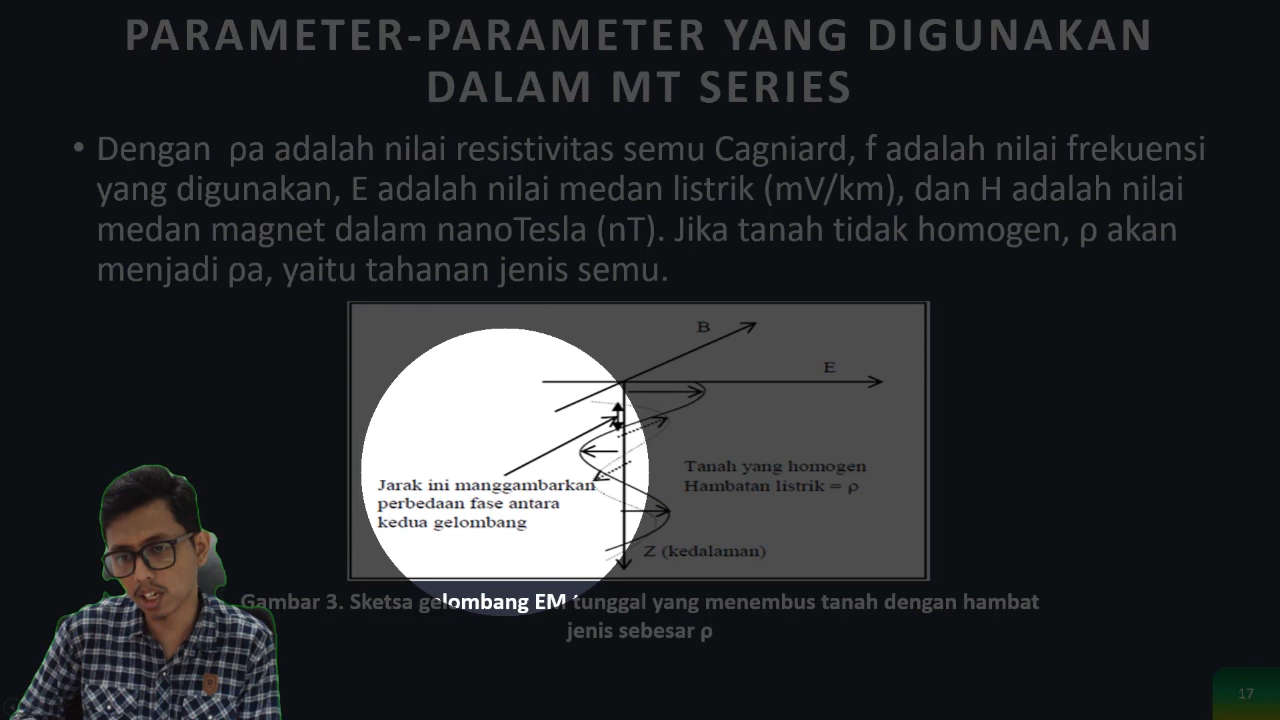 PARAMETER-PARAMETER YANG DIGUNAKAN
DALAM MT SERIES
• Dengan ρa adalah nilai resistivitas semu Cagniard, f adalah nilai frekuensi
yang digunakan, E adalah nilai medan listrik (mV/km), dan H adalah nilai
medan magnet dalam nanoTesla (nT). Jika tanah tidak homogen, ρ akan
menjadi ρa, yaitu tahanan jenis semu.
B
E
Tanah yang homogen
Hambatan listrik = ρ
Jarak ini manggambarkan
perbedaan fase antara
kedua gelombang
Z (kedalaman)
Gambar 3. Sketsa gelombang EM tunggal yang menembus tanah dengan hambat
jenis sebesar ρ
17